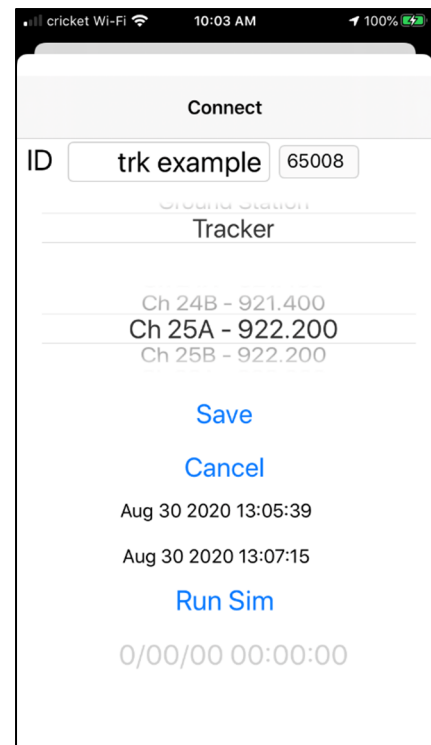 cricket Wi-Fi 10:03 AM 100%
Connect
ID trk example 65008
Ground Station
Tracker
Ch 24B - 921.400
Ch 25A - 922.200
Ch 25B - 922.200
Save
Cancel
Aug 30 2020 13:05:39
Aug 30 2020 13:07:15
Run Sim
0/00/00 00:00:00